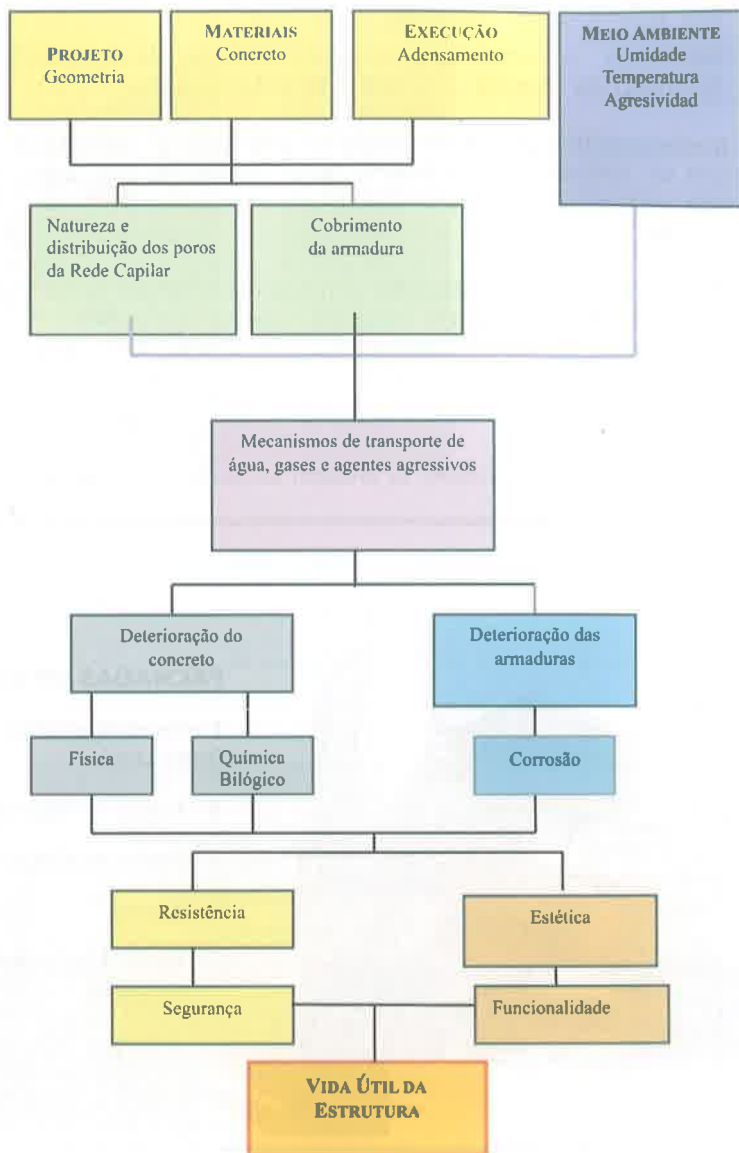 PROJETO
Geometria
MATERIAIS
Concreto
EXECUÇÃO
Adensamento
MEIO AMBIENTE
Umidade
Temperatura
Agresividad
Natureza e
distribuição dos poros
da Rede Capilar
Cobrimento
da armadura
Mecanismos de transporte de
água, gases e agentes agressivos
Deterioração do
concreto
Deterioração das
armaduras
Física
Química
Bilógico
Corrosão
Resistência
Estética
Segurança
Funcionalidade
VIDA ÚTIL DA
ESTRUTURA